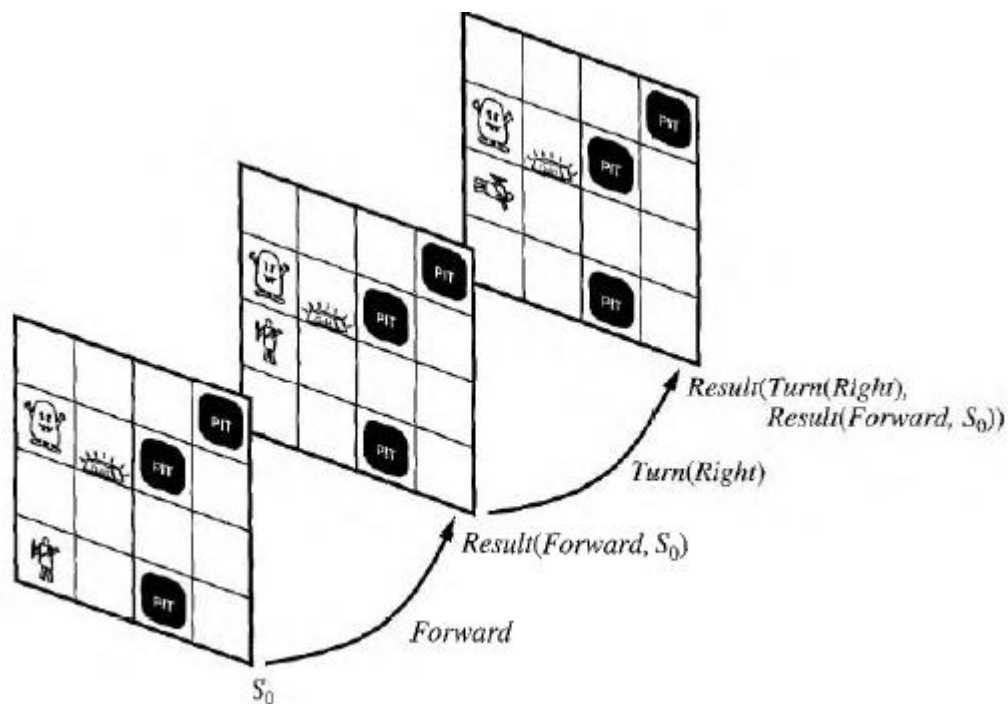 PIT
PIT
PIT
PIT
PIT
PIT
PIT
PIT
PIT
Result(Turn(Right),
Result(Forward, S0))
Turn(Right)
Result(Forward, S0)
Forward
S0